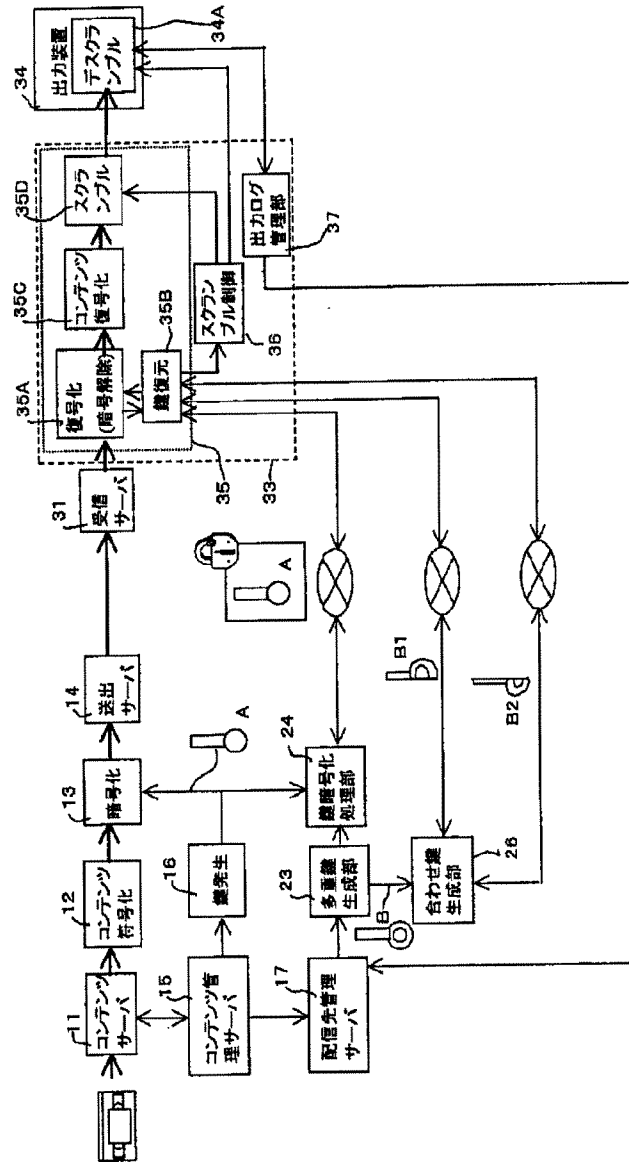 11
コンテンツ
サーバ
12
コンテンツ
符号化
13
暗号化
14
送出
サーバ
31
受信
サーバ
35A
復号化
(暗号解除)
35C
コンテンツ
復号化
35D
スクラ
ンブル
34
出力装置
デスクラ
ンブル
34A
35B
鍵復元
スクラン
ブル制御
36
出力ログ
管理部
37
35
33
15
コンテンツ管
理サーバ
16
鍵発生
A
A
17
配信先管理
サーバ
23
多重鍵
生成部
24
鍵暗号化
処理部
B
合わせ鍵
生成部
26
B1
B2